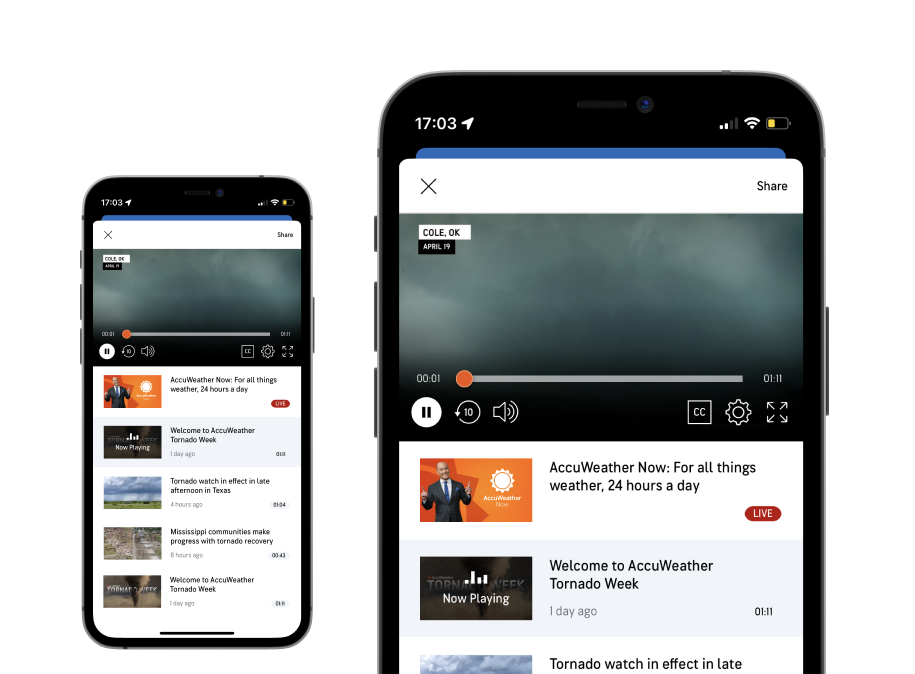 17:03
Share
COLE, OK
APRIL 19
00:01
01:11
10
CC
AccuWeather Now: For all things
weather, 24 hours a day
LIVE
TORNADO WEEK
Now Playing
Welcome to AccuWeather
Tornado Week
1 day ago
01:11
Tornado watch in effect in late
afternoon in Texas
4 hours ago
01:04
Mississippi communities make
progress with tornado recovery
8 hours ago
00:43
TORNADO WEEK
Welcome to AccuWeather
Tornado Week
1 day ago
01:11
17:03
Share
COLE, OK
APRIL 19
00:01
01:11
10
CC
AccuWeather
Now
AccuWeather Now: For all things
weather, 24 hours a day
LIVE
TORNADO WEEK
Now Playing
Welcome to AccuWeather
Tornado Week
1 day ago
01:11
Tornado watch in effect in late